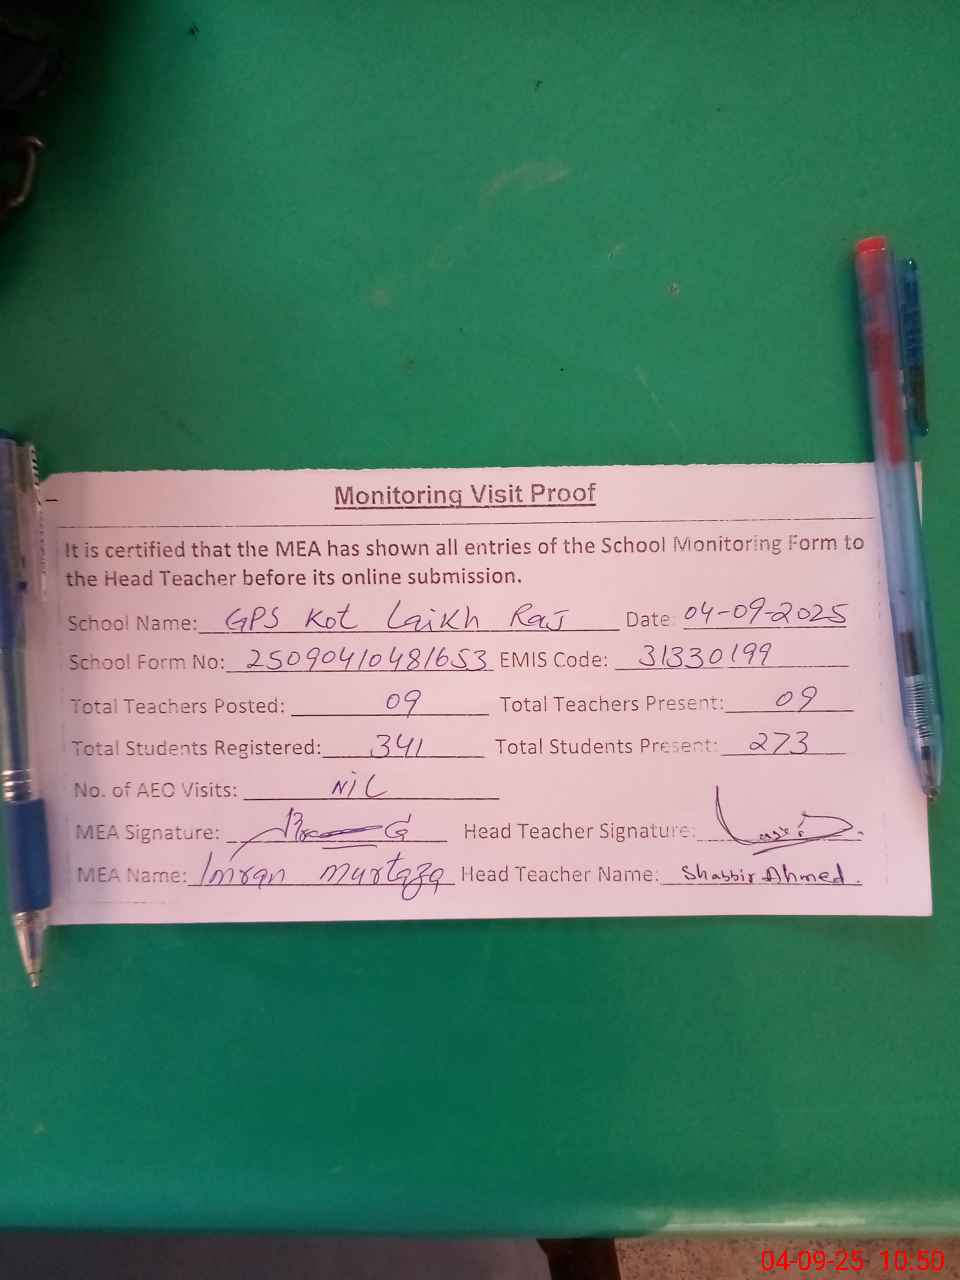 Monitoring Visit Proof
It is certified that the MEA has shown all entries of the School Monitoring Form to
the Head Teacher before its online submission.
School Name: GPS Kot Laikh Raj Date: 04-09-2025
School Form No: 25090410481653 EMIS Code: 31330199
Total Teachers Posted: 09 Total Teachers Present: 09
Total Students Registered: 341 Total Students Present: 273
No. of AEO Visits: NiL
MEA Signature: Head Teacher Signature:
MEA Name: Imran Murtaza Head Teacher Name: Shabbir Ahmed.
04-09-25 10:50